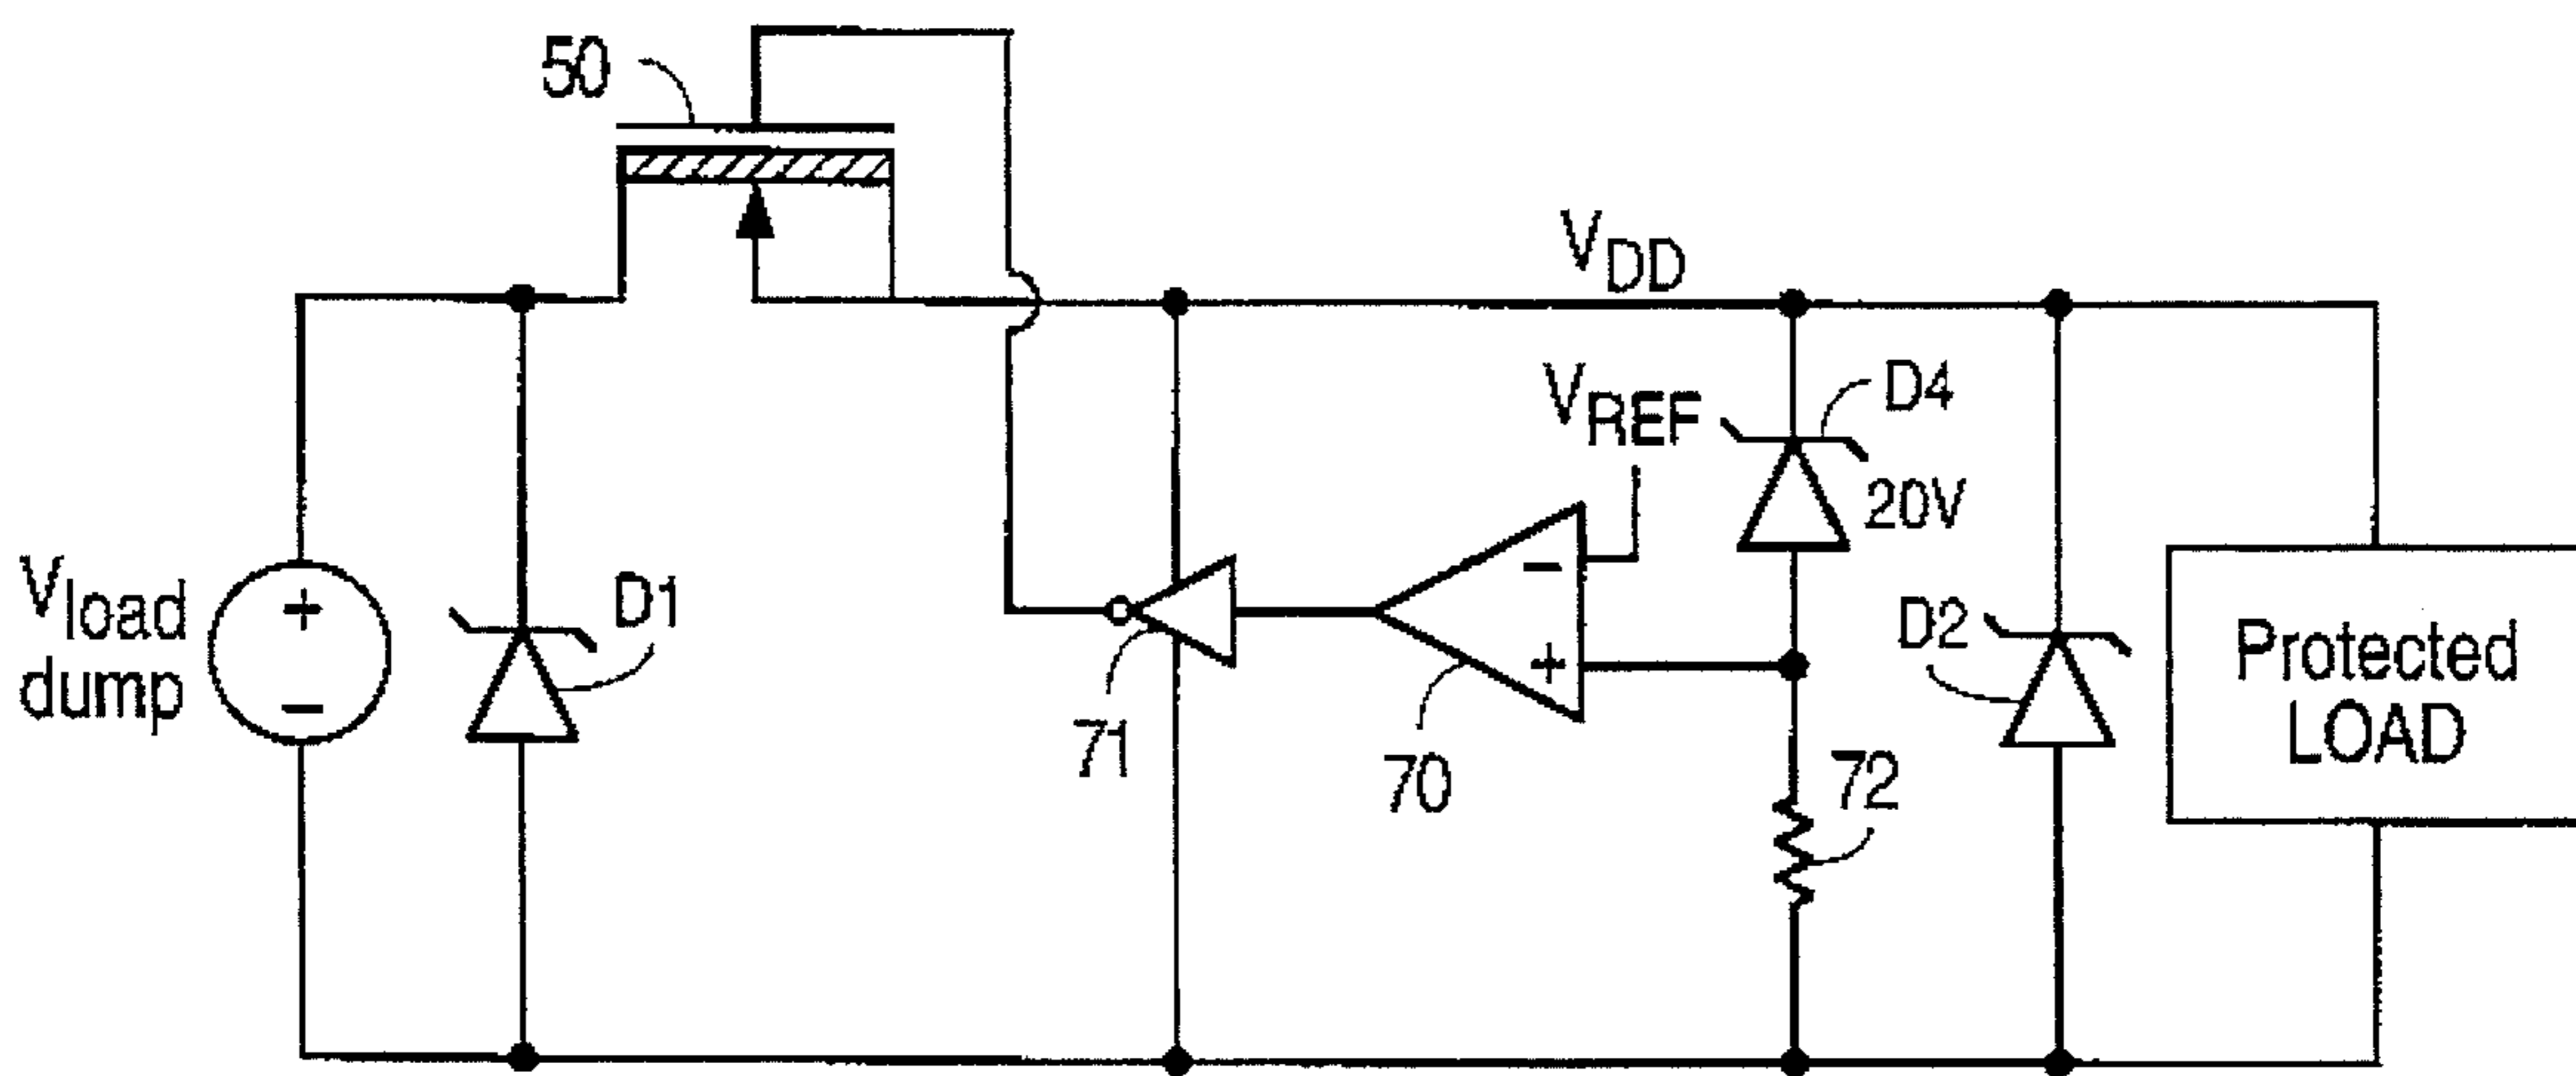 50
VDD
VREF
D4
20V
Vload
dump
+
−
D1
71
−
+
70
72
D2
Protected
LOAD